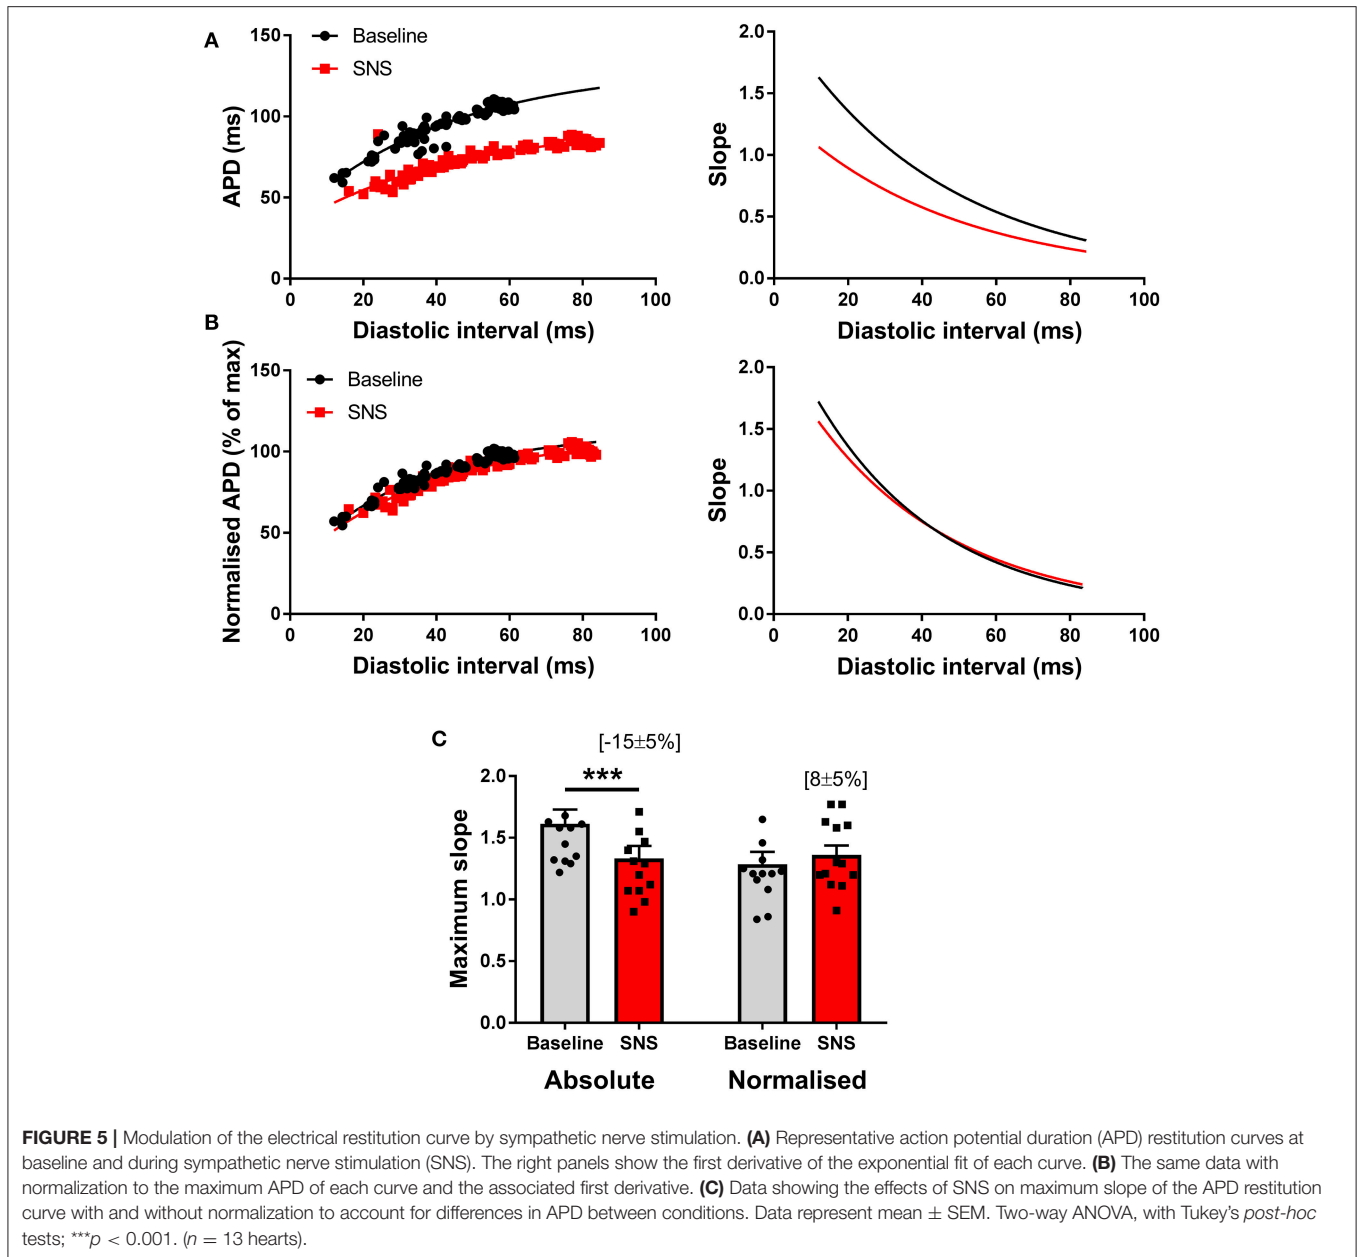 A
150
100
50
0
APD (ms)
Baseline
SNS
0 20 40 60 80 100
Diastolic interval (ms)
2.0
1.5
1.0
0.5
0.0
Slope
0 20 40 60 80 100
Diastolic interval (ms)
B
150
100
50
0
Normalised APD (% of max)
Baseline
SNS
0 20 40 60 80 100
Diastolic interval (ms)
2.0
1.5
1.0
0.5
0.0
Slope
0 20 40 60 80 100
Diastolic interval (ms)
C
[-15±5%]
***
[8±5%]
2.0
1.5
1.0
0.5
0.0
Maximum slope
Baseline SNS Baseline SNS
Absolute Normalised
FIGURE 5 | Modulation of the electrical restitution curve by sympathetic nerve stimulation. (A) Representative action potential duration (APD) restitution curves at
baseline and during sympathetic nerve stimulation (SNS). The right panels show the first derivative of the exponential fit of each curve. (B) The same data with
normalization to the maximum APD of each curve and the associated first derivative. (C) Data showing the effects of SNS on maximum slope of the APD restitution
curve with and without normalization to account for differences in APD between conditions. Data represent mean ± SEM. Two-way ANOVA, with Tukey's post-hoc
tests; ***p < 0.001. (n = 13 hearts).